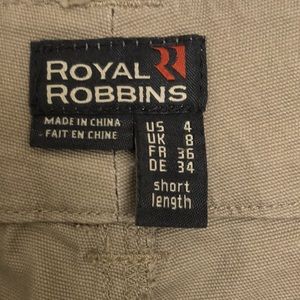 ROYAL
ROBBINS
MADE IN CHINA
FAIT EN CHINE
US 4
UK 8
FR 36
DE 34
short
length